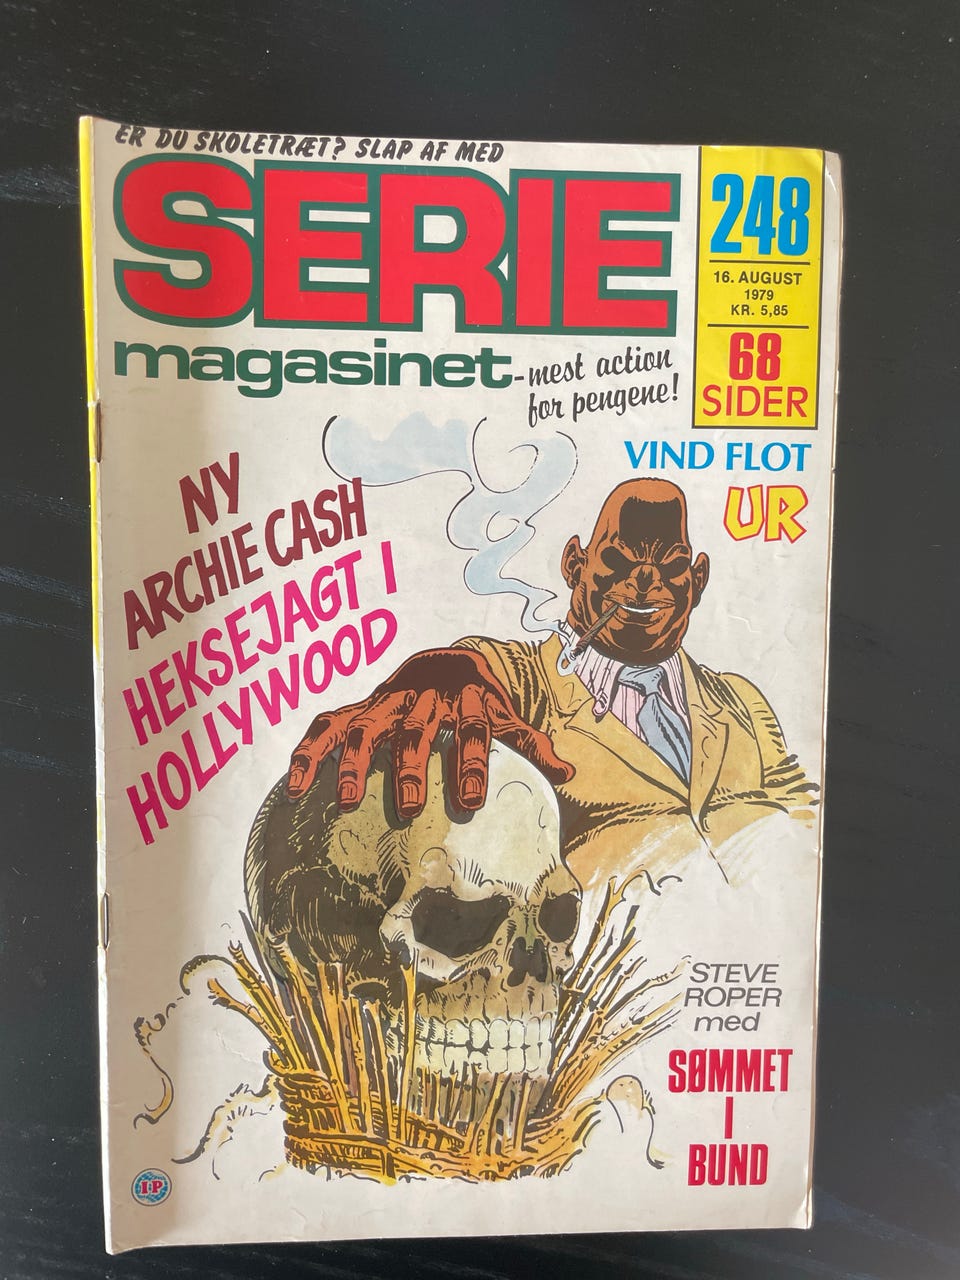 ER DU SKOLETRÆT? SLAP AF MED
SERIE
magasinet - mest action
for pengene!
248
16. AUGUST
1979
KR. 5,85
68
SIDER
VIND FLOT
UR
NY
ARCHIE CASH
HEKSEJAGT I
HOLLYWOOD
STEVE
ROPER
med
SØMMET
I
BUND
I·P